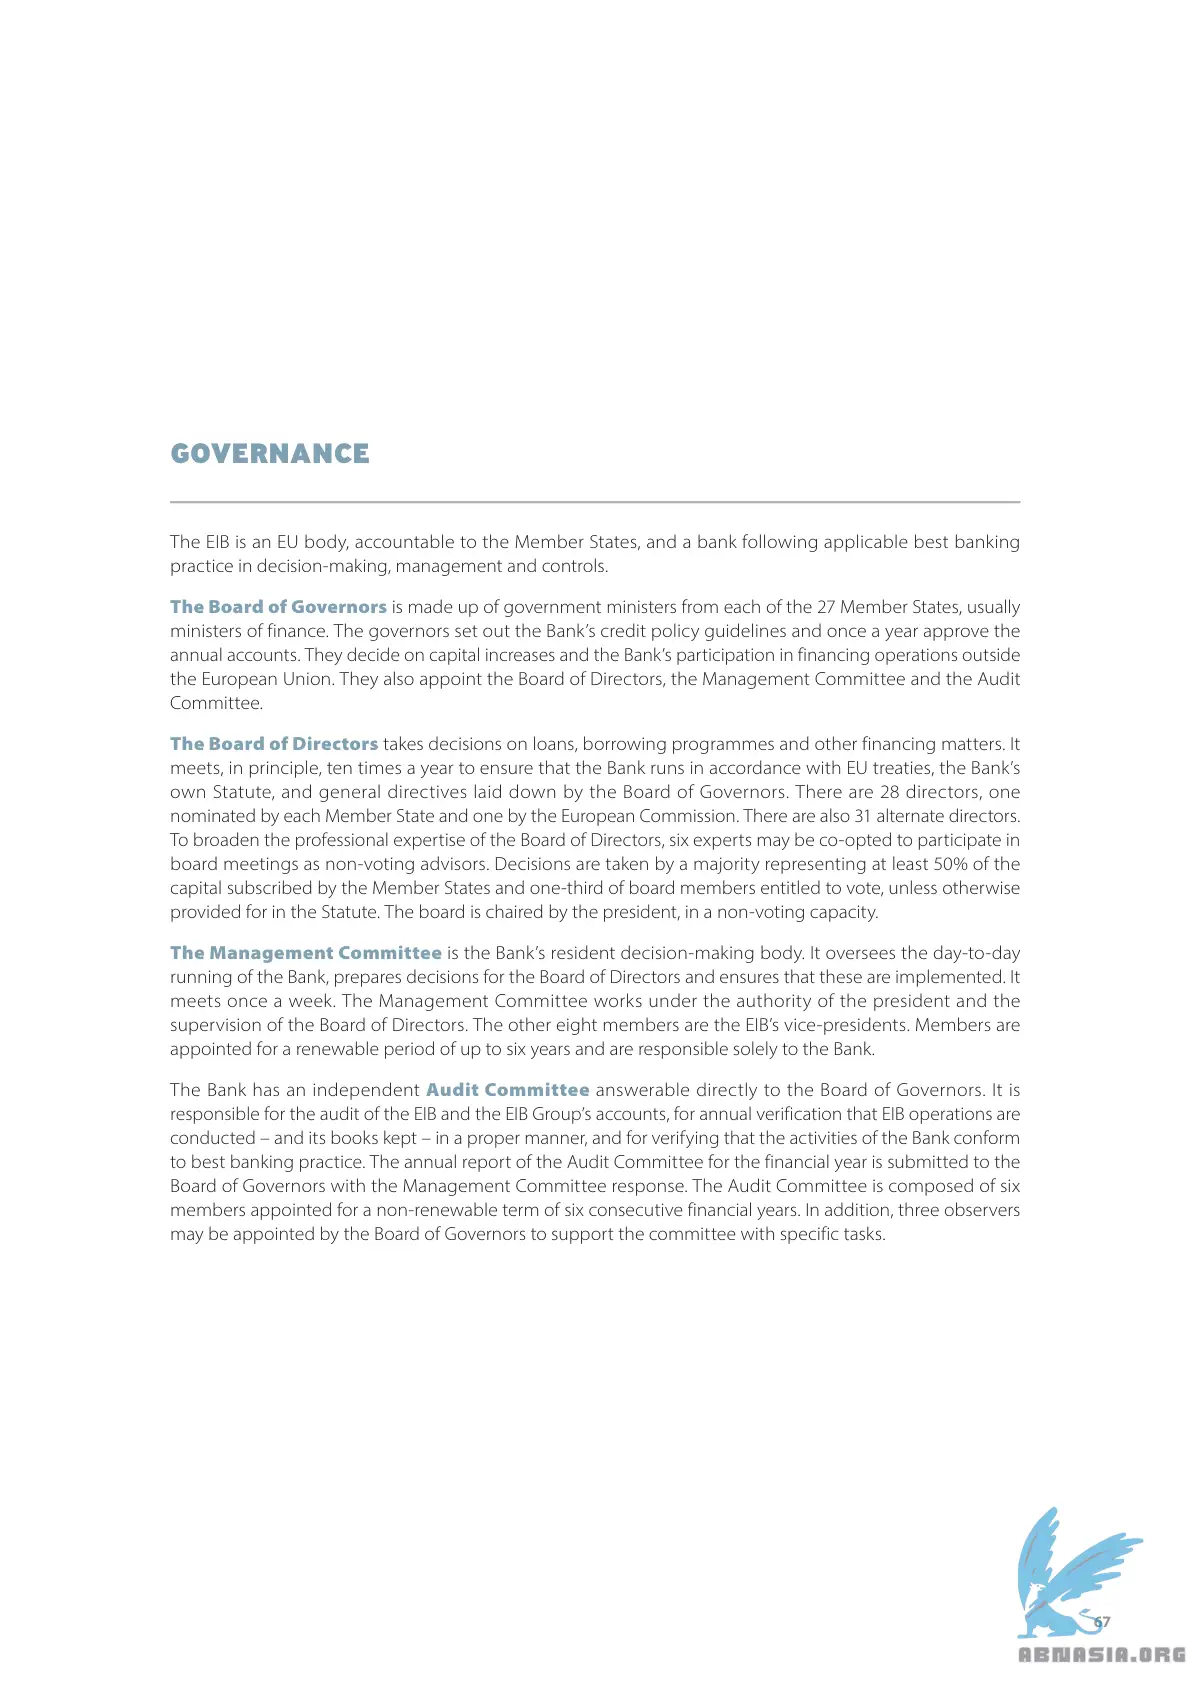 GOVERNANCE
The EIB is an EU body, accountable to the Member States, and a bank following applicable best banking
practice in decision-making, management and controls.
The Board of Governors is made up of government ministers from each of the 27 Member States, usually
ministers of finance. The governors set out the Bank’s credit policy guidelines and once a year approve the
annual accounts. They decide on capital increases and the Bank’s participation in financing operations outside
the European Union. They also appoint the Board of Directors, the Management Committee and the Audit
Committee.
The Board of Directors takes decisions on loans, borrowing programmes and other financing matters. It
meets, in principle, ten times a year to ensure that the Bank runs in accordance with EU treaties, the Bank’s
own Statute, and general directives laid down by the Board of Governors. There are 28 directors, one
nominated by each Member State and one by the European Commission. There are also 31 alternate directors.
To broaden the professional expertise of the Board of Directors, six experts may be co-opted to participate in
board meetings as non-voting advisors. Decisions are taken by a majority representing at least 50% of the
capital subscribed by the Member States and one-third of board members entitled to vote, unless otherwise
provided for in the Statute. The board is chaired by the president, in a non-voting capacity.
The Management Committee is the Bank’s resident decision-making body. It oversees the day-to-day
running of the Bank, prepares decisions for the Board of Directors and ensures that these are implemented. It
meets once a week. The Management Committee works under the authority of the president and the
supervision of the Board of Directors. The other eight members are the EIB’s vice-presidents. Members are
appointed for a renewable period of up to six years and are responsible solely to the Bank.
The Bank has an independent Audit Committee answerable directly to the Board of Governors. It is
responsible for the audit of the EIB and the EIB Group’s accounts, for annual verification that EIB operations are
conducted – and its books kept – in a proper manner, and for verifying that the activities of the Bank conform
to best banking practice. The annual report of the Audit Committee for the financial year is submitted to the
Board of Governors with the Management Committee response. The Audit Committee is composed of six
members appointed for a non-renewable term of six consecutive financial years. In addition, three observers
may be appointed by the Board of Governors to support the committee with specific tasks.
67
ABNASIA.ORG